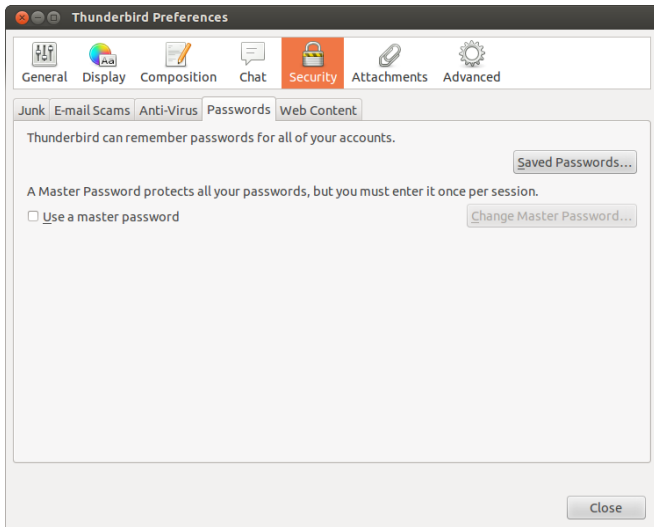 Thunderbird Preferences
General Display Composition Chat Security Attachments Advanced
Junk E-mail Scams Anti-Virus Passwords Web Content
Thunderbird can remember passwords for all of your accounts.
Saved Passwords...
A Master Password protects all your passwords, but you must enter it once per session.
Use a master password Change Master Password...
Close